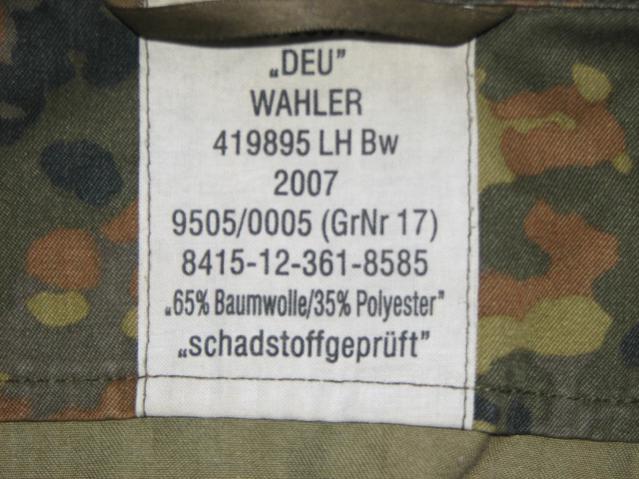 „DEU”
WAHLER
419895 LH Bw
2007
9505/0005 (GrNr 17)
8415-12-361-8585
„65% Baumwolle/35% Polyester”
„schadstoffgeprüft”